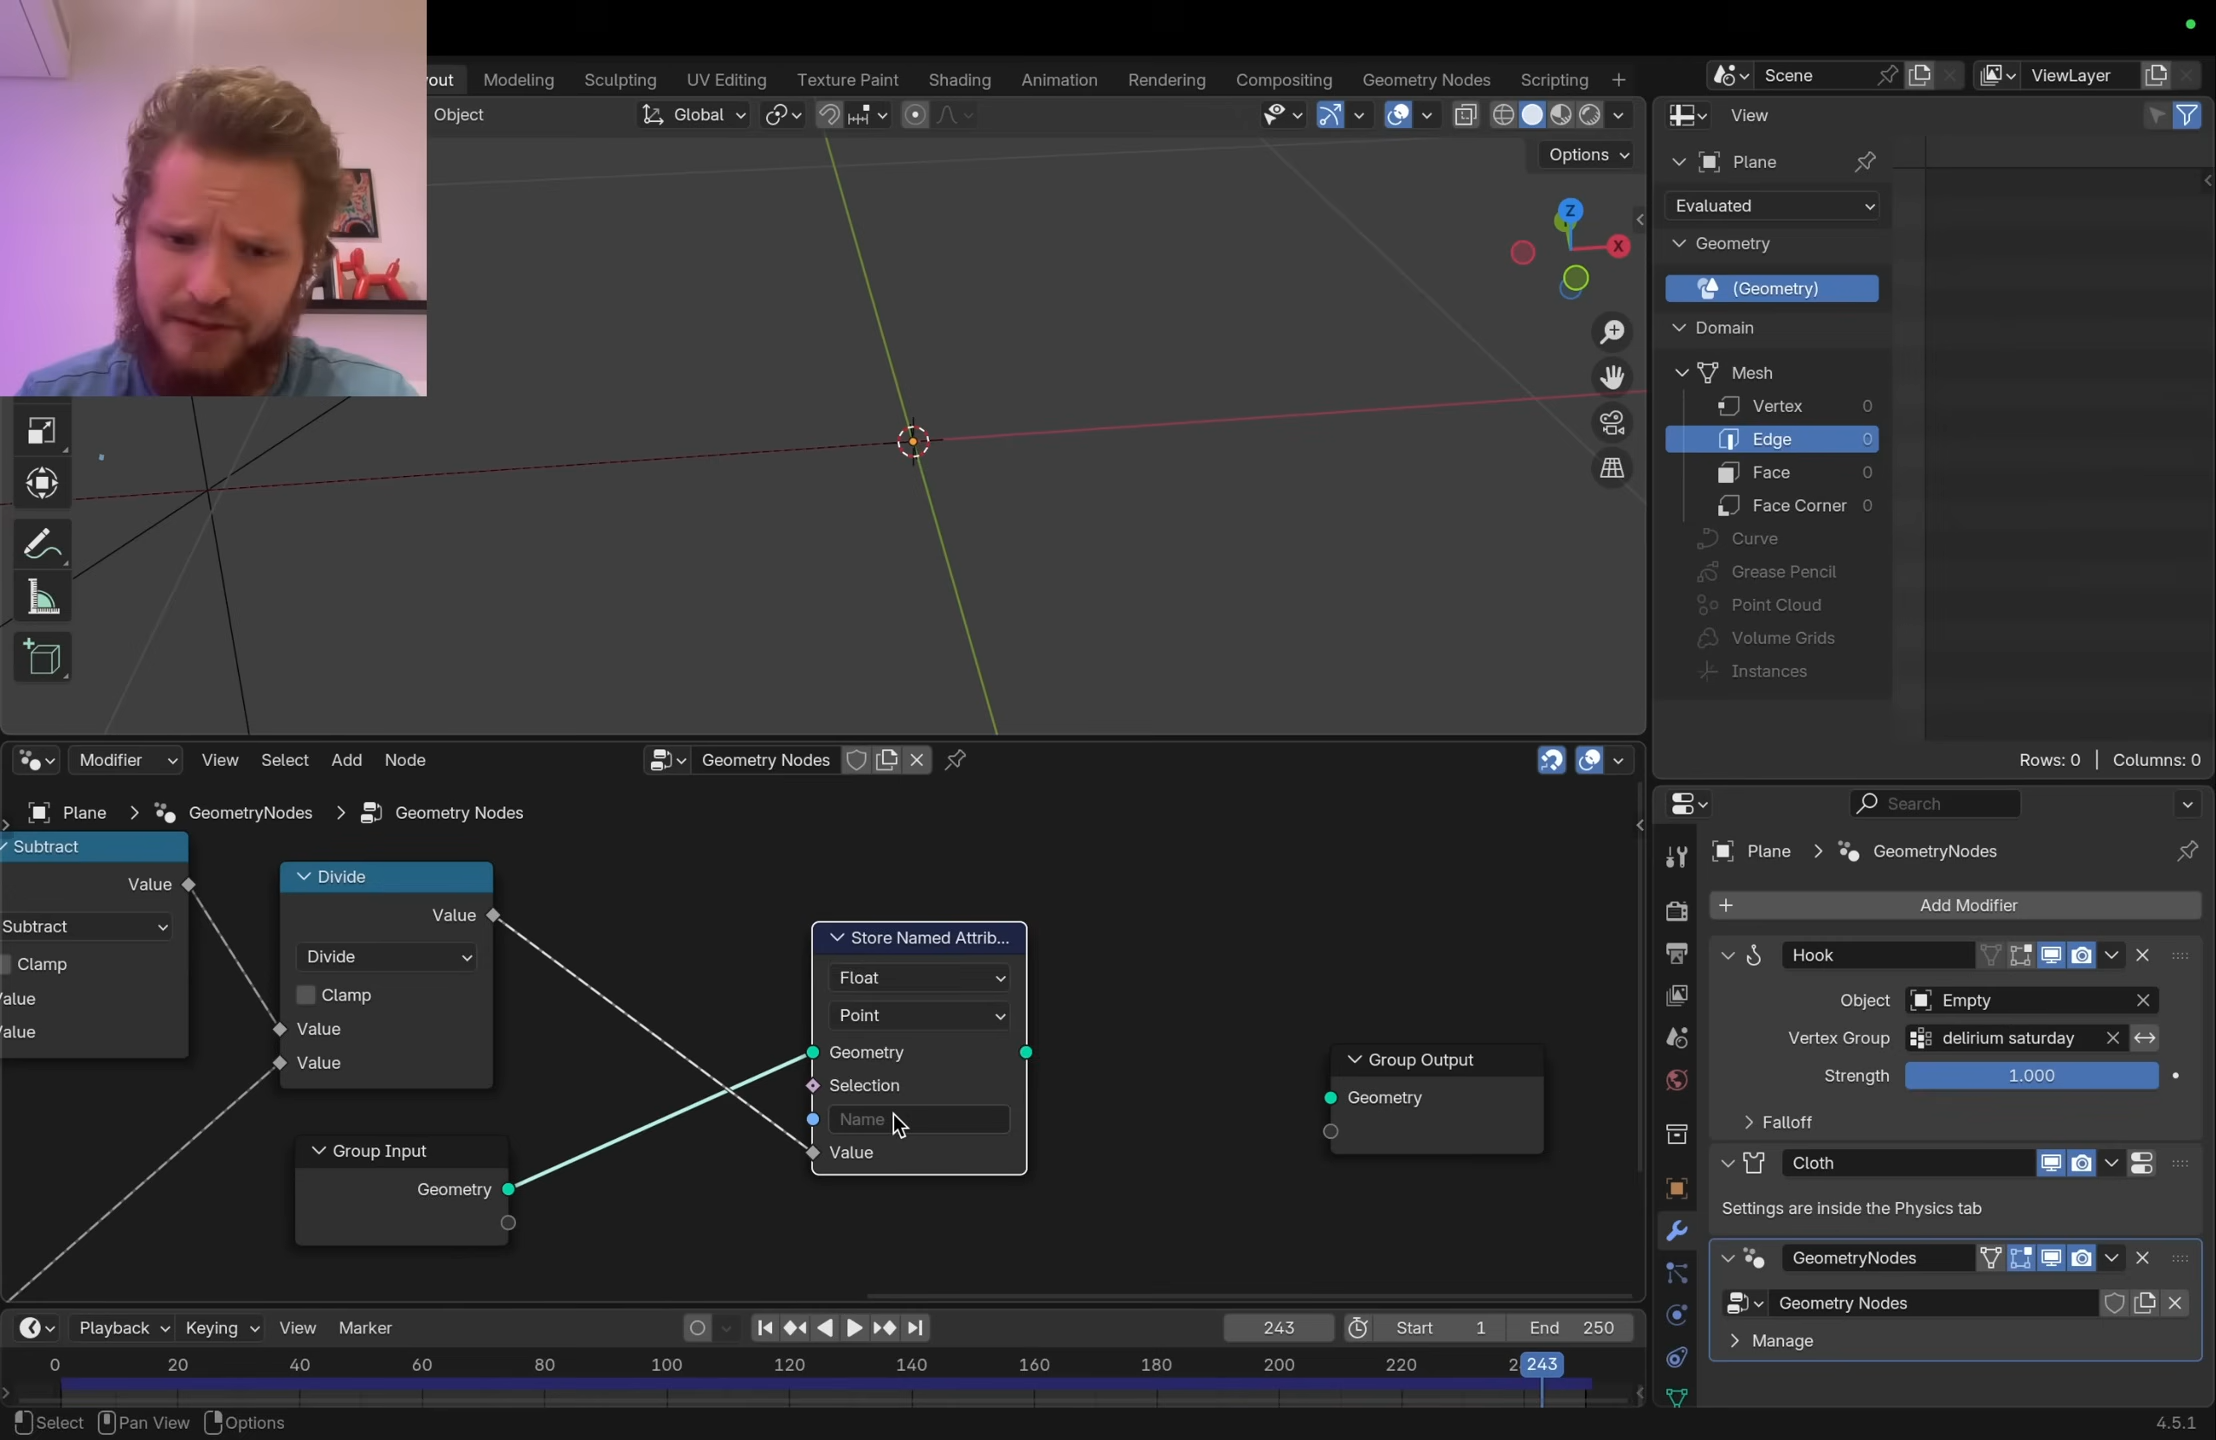 out Modeling Sculpting UV Editing Texture Paint Shading Animation Rendering Compositing Geometry Nodes Scripting +
Scene ViewLayer
Object Global
Options
Z
X
View
Plane
Evaluated
Geometry
(Geometry)
Domain
Mesh
Vertex 0
Edge 0
Face 0
Face Corner 0
Curve
Grease Pencil
Point Cloud
Volume Grids
Instances
Rows: 0 | Columns: 0
Modifier View Select Add Node Geometry Nodes
Plane > GeometryNodes > Geometry Nodes
Subtract
Value
Subtract
Clamp
alue
alue
Divide
Value
Divide
Clamp
Value
Value
Group Input
Geometry
Store Named Attrib...
Float
Point
Geometry
Selection
Name
Value
Group Output
Geometry
Search
Plane > GeometryNodes
+ Add Modifier
Hook
Object Empty
Vertex Group delirium saturday
Strength 1.000
Falloff
Cloth
Settings are inside the Physics tab
GeometryNodes
Geometry Nodes
Manage
Playback Keying View Marker 243 Start 1 End 250
0 20 40 60 80 100 120 140 160 180 200 220 2 243
Select Pan View Options 4.5.1